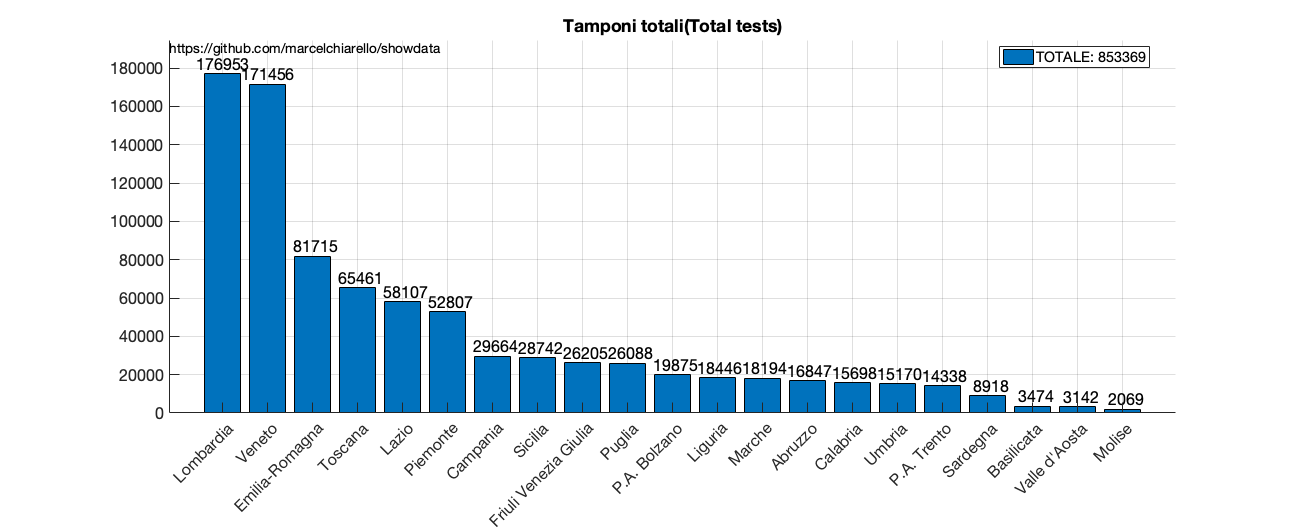 Tamponi totali(Total tests)
https://github.com/marcelchiarello/showdata
TOTALE: 853369
180000
160000
140000
120000
100000
80000
60000
40000
20000
0
176953
171456
81715
65461
58107
52807
29664
28742
26205
26088
19875
18446
18194
16847
15698
15170
14338
8918
3474
3142
2069
Lombardia
Veneto
Emilia-Romagna
Toscana
Lazio
Piemonte
Campania
Sicilia
Friuli Venezia Giulia
Puglia
P.A. Bolzano
Liguria
Marche
Abruzzo
Calabria
Umbria
P.A. Trento
Sardegna
Basilicata
Valle d'Aosta
Molise